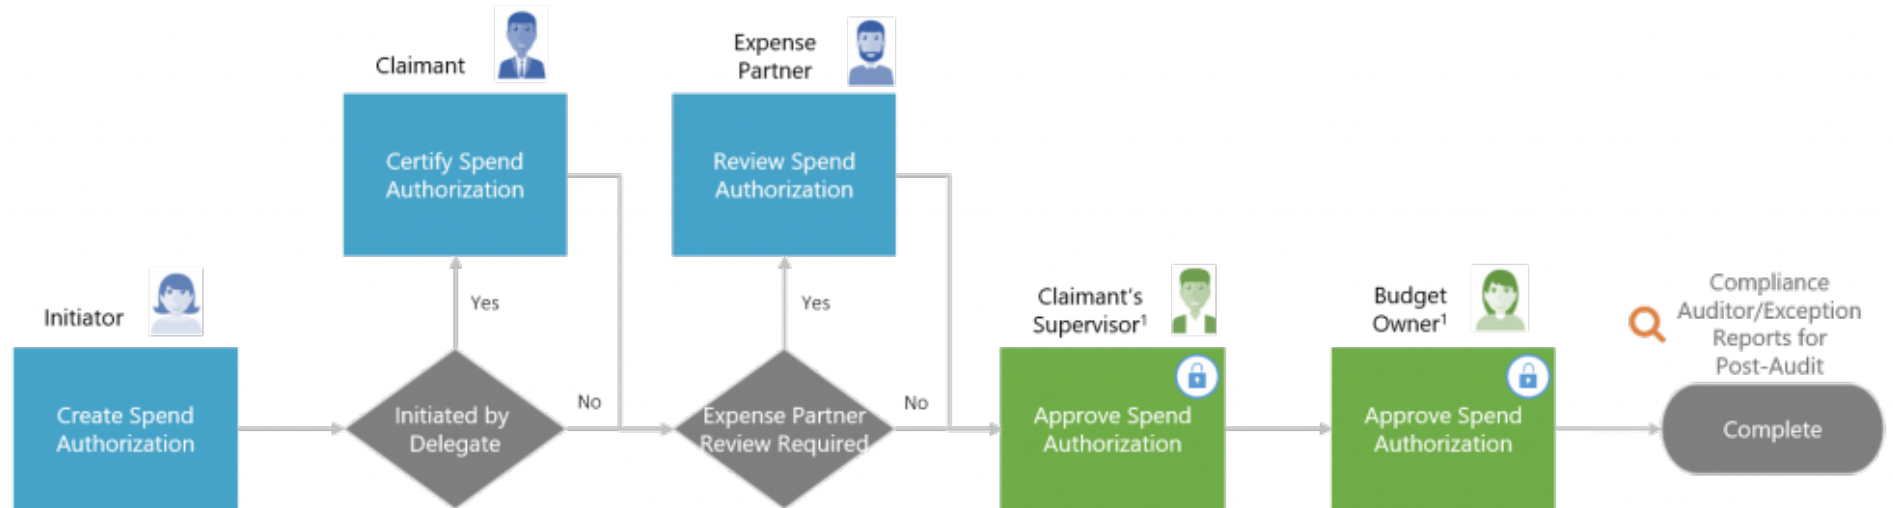 Claimant
Expense
Partner
Certify Spend
Authorization
Review Spend
Authorization
Initiator
Yes
Yes
Claimant's
Supervisor¹
Budget
Owner¹
Compliance
Auditor/Exception
Reports for
Post-Audit
Create Spend
Authorization
Initiated by
Delegate
No
Expense Partner
Review Required
No
Approve Spend
Authorization
Approve Spend
Authorization
Complete